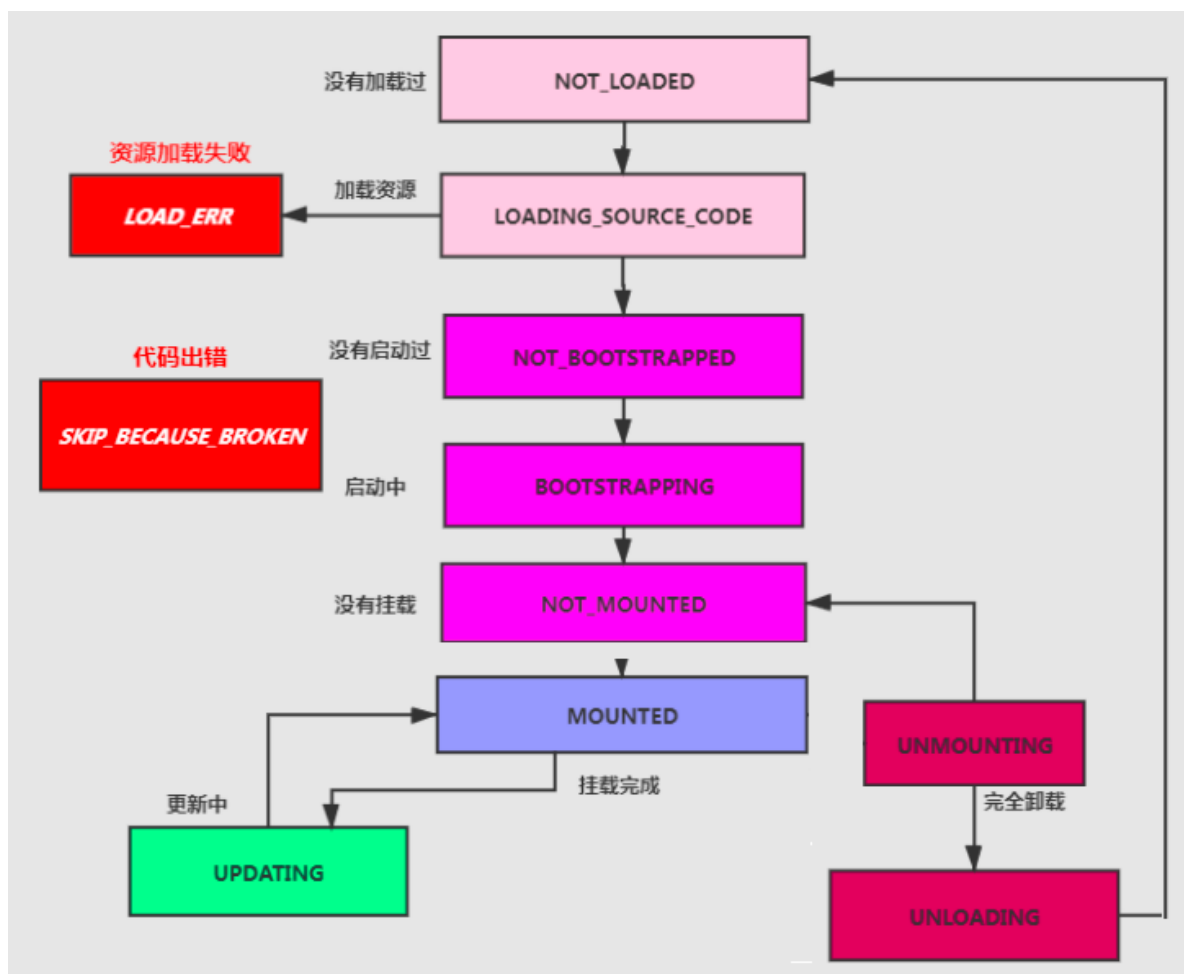 没有加载过
NOT_LOADED
资源加载失败
LOAD_ERR
加载资源
LOADING_SOURCE_CODE
没有启动过
NOT_BOOTSTRAPPED
代码出错
SKIP_BECAUSE_BROKEN
启动中
BOOTSTRAPPING
没有挂载
NOT_MOUNTED
MOUNTED
UNMOUNTING
挂载完成
完全卸载
更新中
UPDATING
UNLOADING